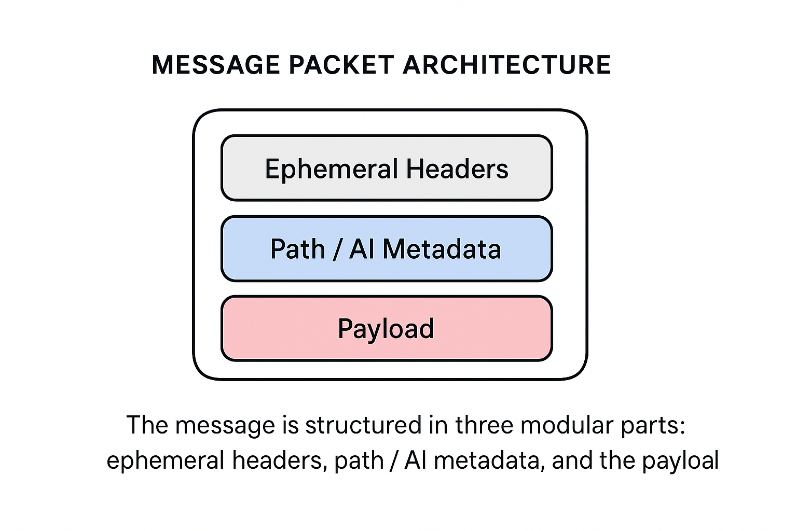 MESSAGE PACKET ARCHITECTURE
Ephemeral Headers
Path / AI Metadata
Payload
The message is structured in three modular parts:
ephemeral headers, path / AI metadata, and the payloal